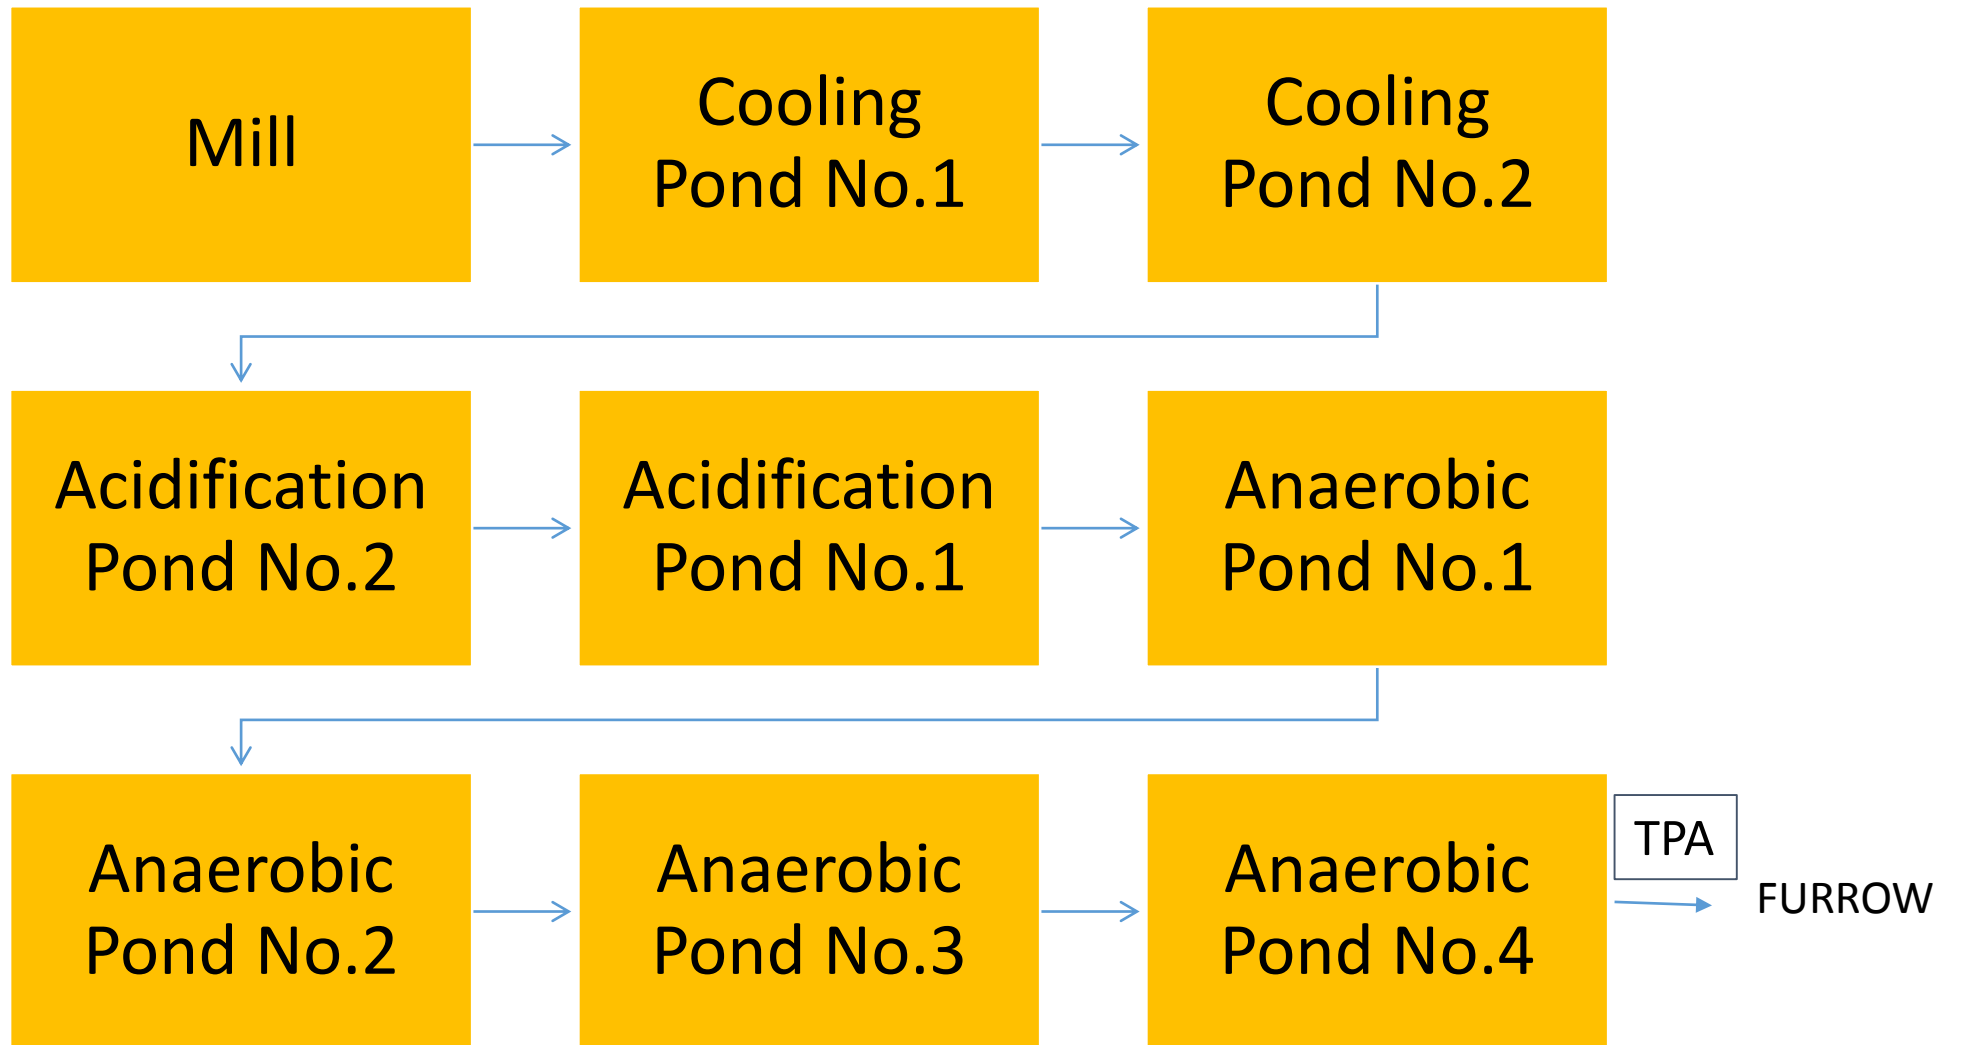 Mill
Cooling
Pond No.1
Cooling
Pond No.2
Acidification
Pond No.2
Acidification
Pond No.1
Anaerobic
Pond No.1
Anaerobic
Pond No.2
Anaerobic
Pond No.3
Anaerobic
Pond No.4
TPA
FURROW